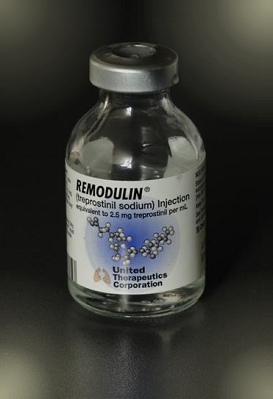 REMODULIN®
(treprostinil sodium) Injection
equivalent to 2.5 mg treprostinil per mL
United
Therapeutics
Corporation